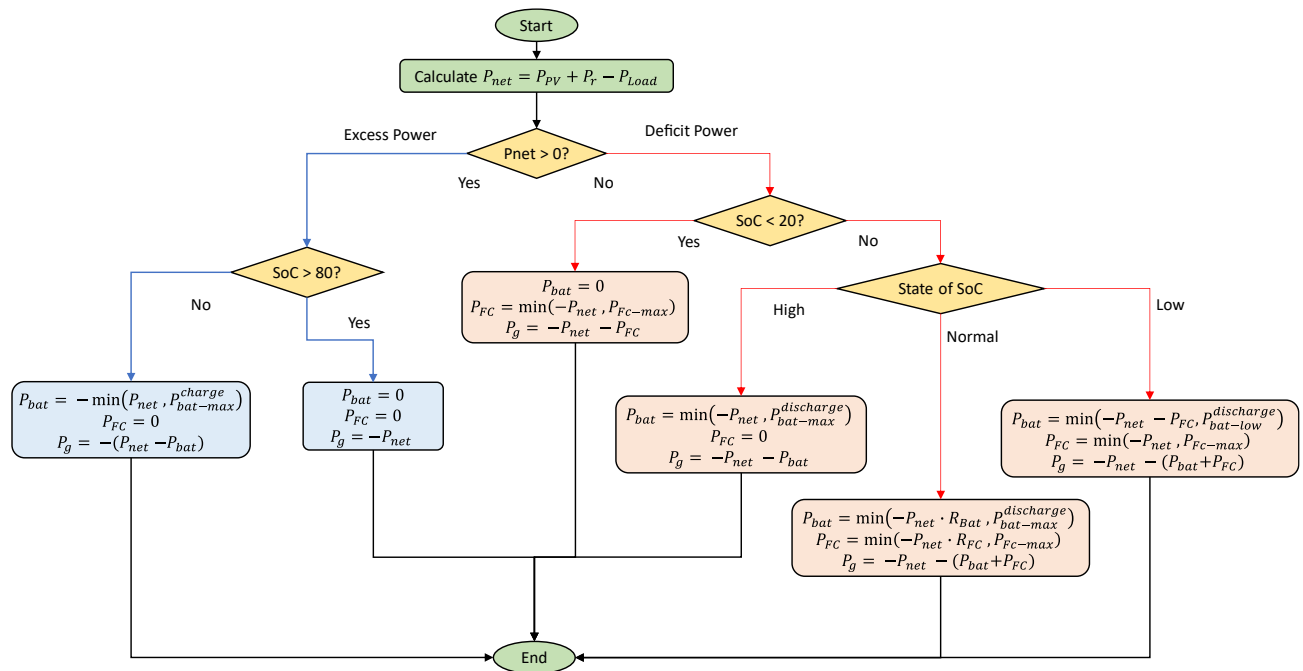 Start
Calculate P_net = P_PV + P_r − P_Load
Excess Power
Deficit Power
Pnet > 0?
Yes
No
SoC < 20?
Yes
No
SoC > 80?
No
Yes
P_bat = 0
P_FC = min(−P_net, P_Fc−max)
P_g = −P_net − P_FC
State of SoC
High
Normal
Low
P_bat = − min(P_net, P_bat−max^charge)
P_FC = 0
P_g = −(P_net − P_bat)
P_bat = 0
P_FC = 0
P_g = −P_net
P_bat = min(−P_net, P_bat−max^discharge)
P_FC = 0
P_g = −P_net − P_bat
P_bat = min(−P_net − P_FC, P_bat−low^discharge)
P_FC = min(−P_net, P_Fc−max)
P_g = −P_net − (P_bat+P_FC)
P_bat = min(−P_net · R_Bat, P_bat−max^discharge)
P_FC = min(−P_net · R_FC, P_Fc−max)
P_g = −P_net − (P_bat+P_FC)
End